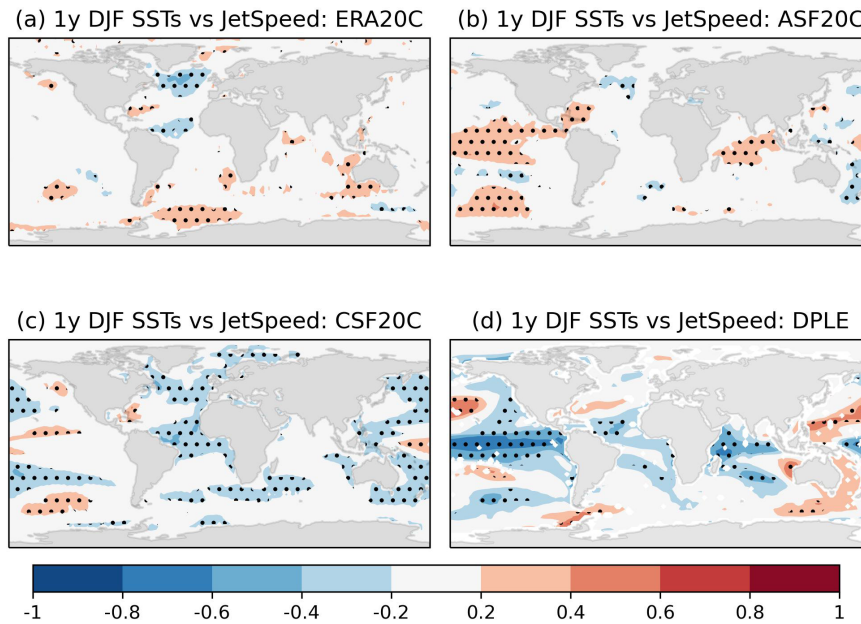 (a) 1y DJF SSTs vs JetSpeed: ERA20C
(b) 1y DJF SSTs vs JetSpeed: ASF20C
(c) 1y DJF SSTs vs JetSpeed: CSF20C
(d) 1y DJF SSTs vs JetSpeed: DPLE
-1 -0.8 -0.6 -0.4 -0.2 0.2 0.4 0.6 0.8 1